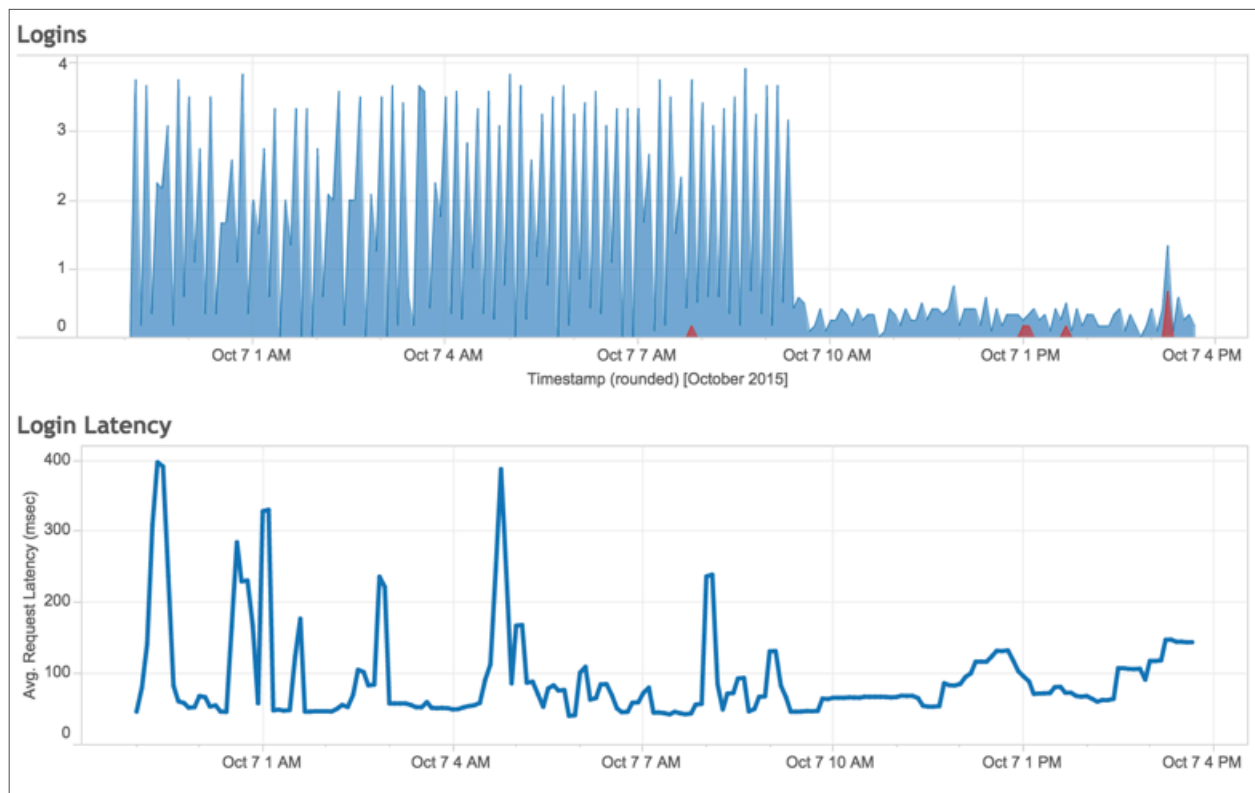 Logins
4
3
2
1
0
Oct 7 1 AM Oct 7 4 AM Oct 7 7 AM Oct 7 10 AM Oct 7 1 PM Oct 7 4 PM
Timestamp (rounded) [October 2015]
Login Latency
Avg. Request Latency (msec)
400
300
200
100
0
Oct 7 1 AM Oct 7 4 AM Oct 7 7 AM Oct 7 10 AM Oct 7 1 PM Oct 7 4 PM